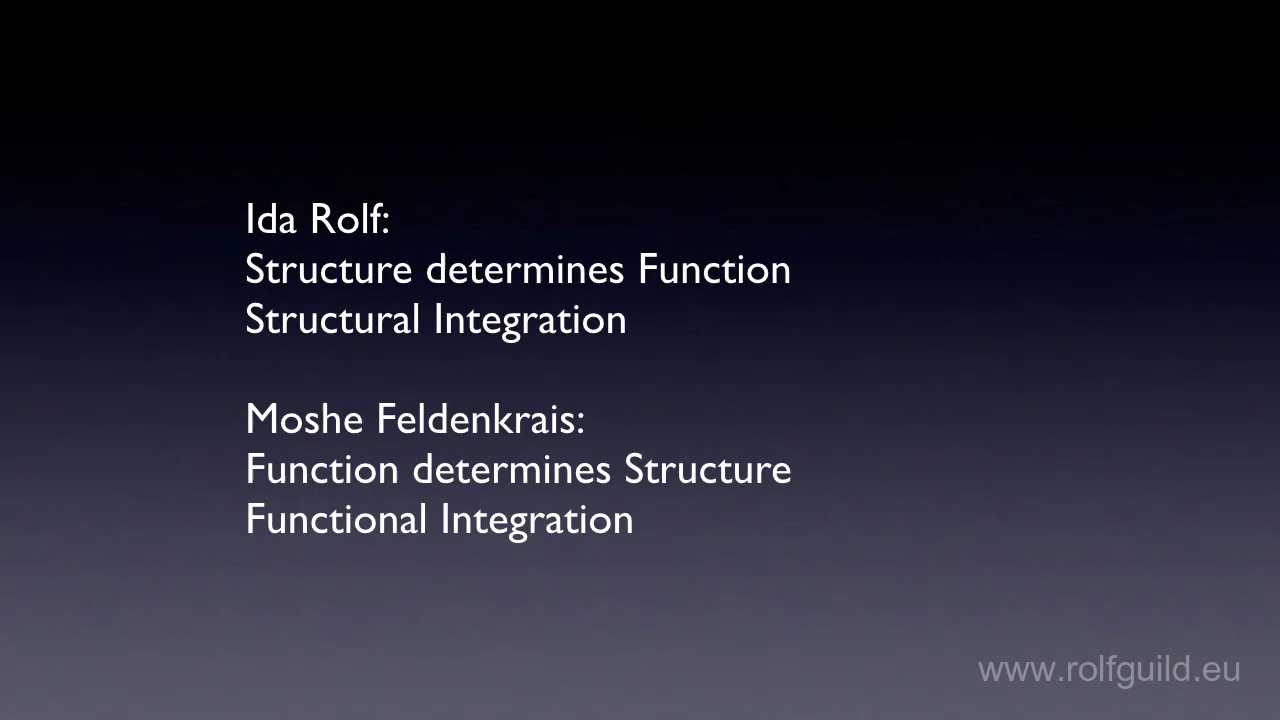 Ida Rolf:
Structure determines Function
Structural Integration
Moshe Feldenkrais:
Function determines Structure
Functional Integration
www.rolfguild.eu